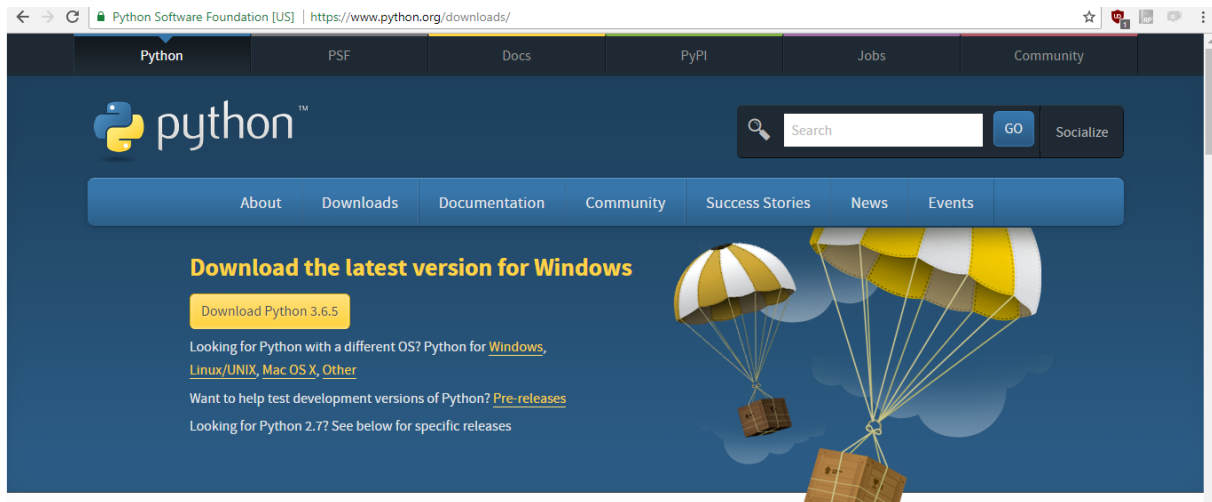 Python Software Foundation [US] | https://www.python.org/downloads/
Python PSF Docs PyPI Jobs Community
python™
Search GO Socialize
About Downloads Documentation Community Success Stories News Events
Download the latest version for Windows
Download Python 3.6.5
Looking for Python with a different OS? Python for Windows,
Linux/UNIX, Mac OS X, Other
Want to help test development versions of Python? Pre-releases
Looking for Python 2.7? See below for specific releases